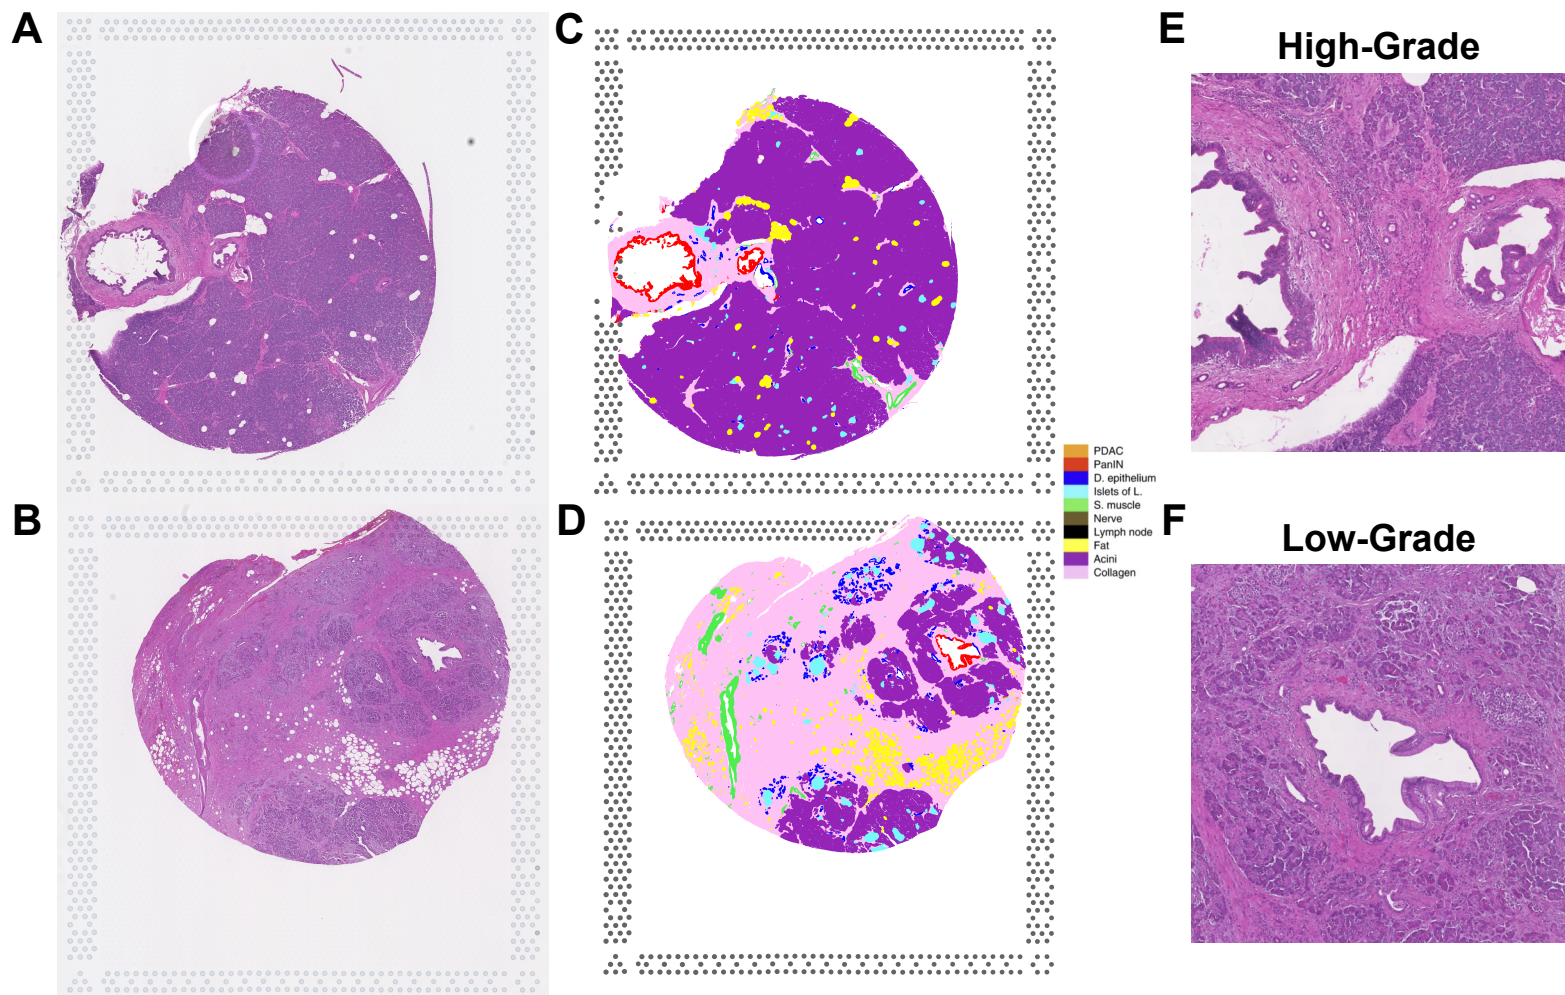 A
C
E
High-Grade
B
D
PDAC
PanIN
D. epithelium
Islets of L.
S. muscle
Nerve
Lymph node
Fat
Acini
Collagen
F
Low-Grade